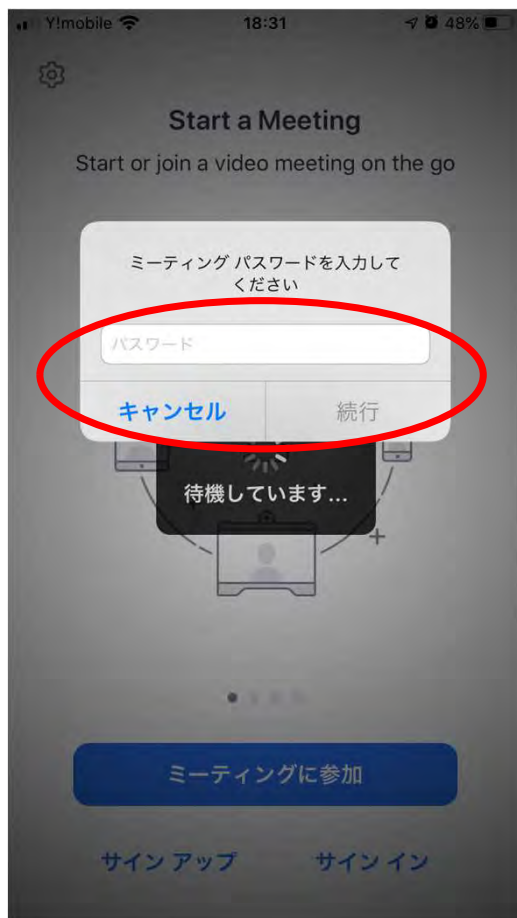 Y!mobile 18:31 48%
Start a Meeting
Start or join a video meeting on the go
ミーティング パスワードを入力して
ください
パスワード
キャンセル 続行
待機しています...
ミーティングに参加
サイン アップ サイン イン